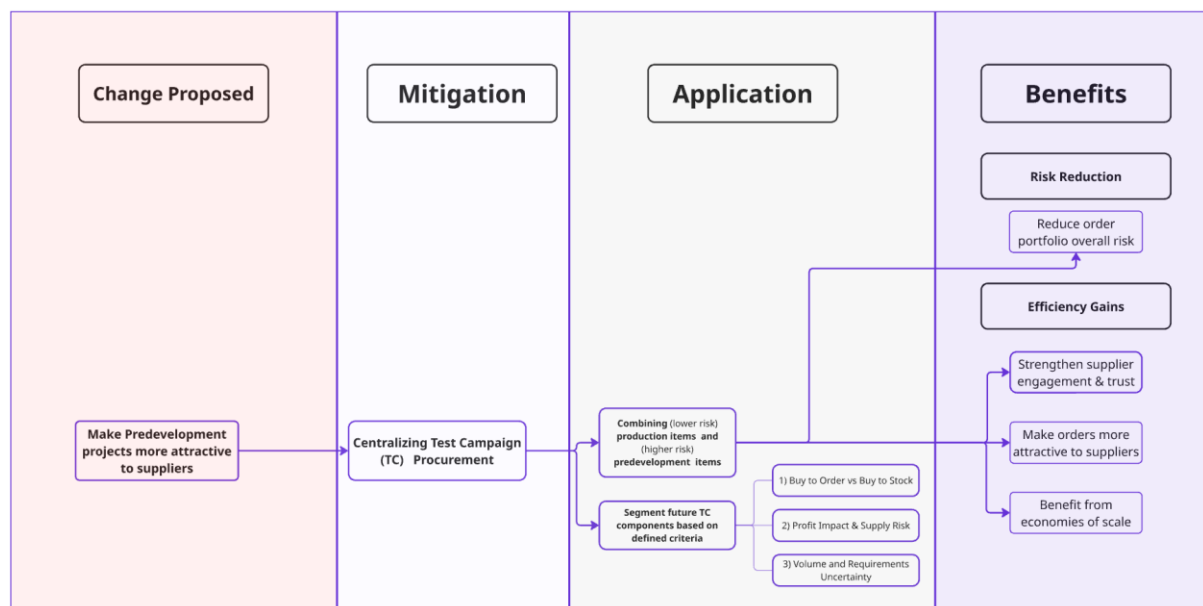 Change Proposed
Mitigation
Application
Benefits
Risk Reduction
Reduce order
portfolio overall risk
Efficiency Gains
Strengthen supplier
engagement & trust
Make Predevelopment
projects more attractive
to suppliers
Centralizing Test Campaign
(TC) Procurement
Combining (lower risk)
production items and
(higher risk)
predevelopment items
Make orders more
attractive to suppliers
1) Buy to Order vs Buy to Stock
Segment future TC
components based on
defined criteria
2) Profit Impact & Supply Risk
3) Volume and Requirements
Uncertainty
Benefit from
economies of scale